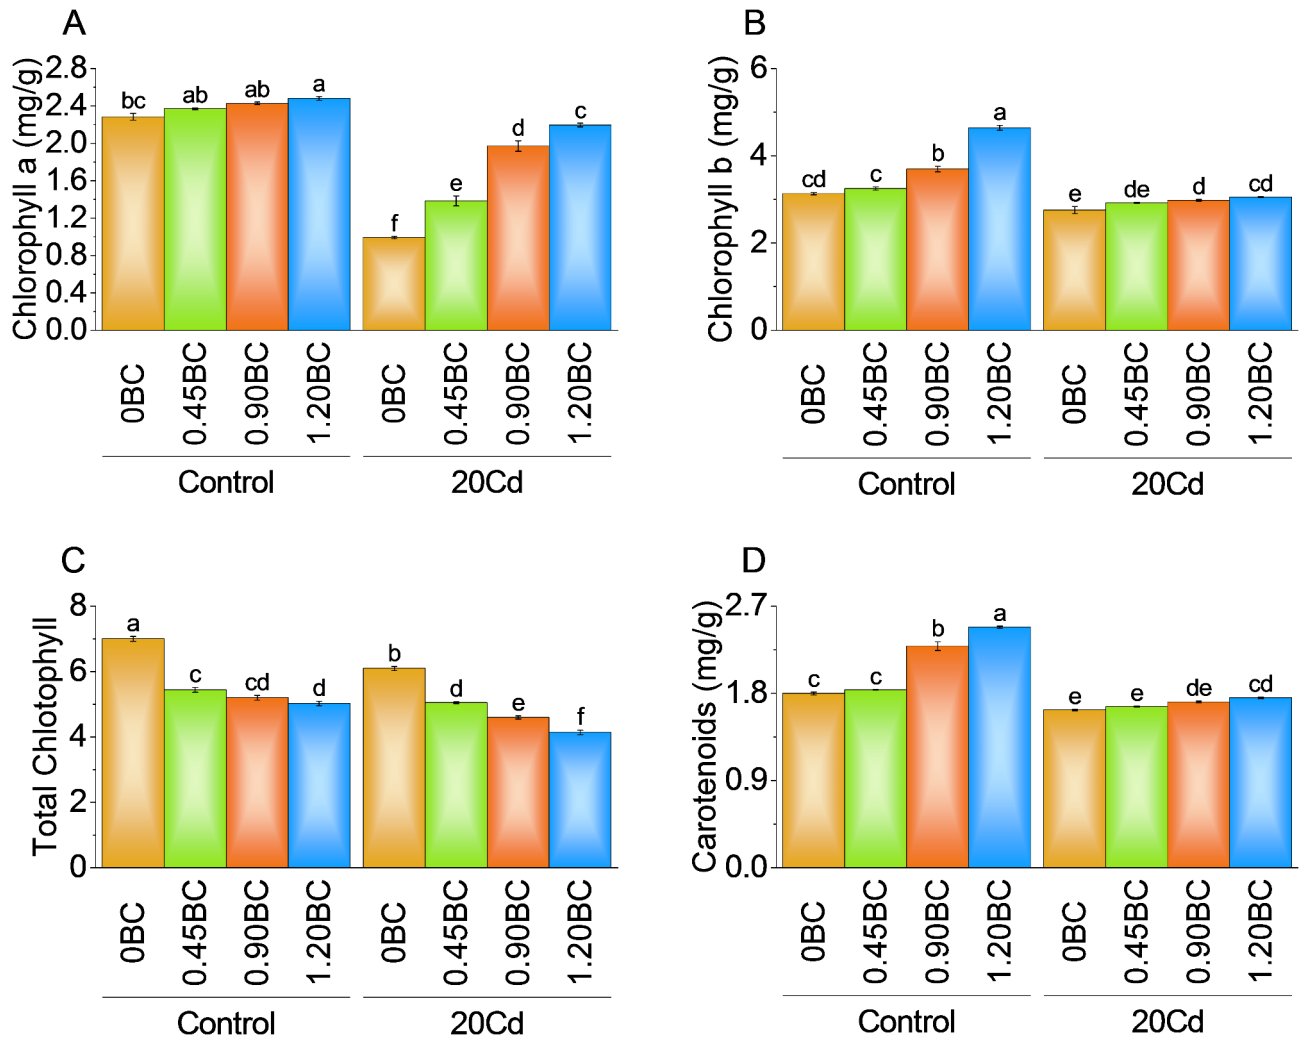 A
Chlorophyll a (mg/g)
2.8
2.4
2.0
1.6
1.2
0.8
0.4
0.0
bc
ab
ab
a
f
e
d
c
0BC
0.45BC
0.90BC
1.20BC
0BC
0.45BC
0.90BC
1.20BC
Control
20Cd
B
Chlorophyll b (mg/g)
6
4
2
0
cd
c
b
a
e
de
d
cd
0BC
0.45BC
0.90BC
1.20BC
0BC
0.45BC
0.90BC
1.20BC
Control
20Cd
C
Total Chlotophyll
8
6
4
2
0
a
c
cd
d
b
d
e
f
0BC
0.45BC
0.90BC
1.20BC
0BC
0.45BC
0.90BC
1.20BC
Control
20Cd
D
Carotenoids (mg/g)
2.7
1.8
0.9
0.0
c
c
b
a
e
e
de
cd
0BC
0.45BC
0.90BC
1.20BC
0BC
0.45BC
0.90BC
1.20BC
Control
20Cd